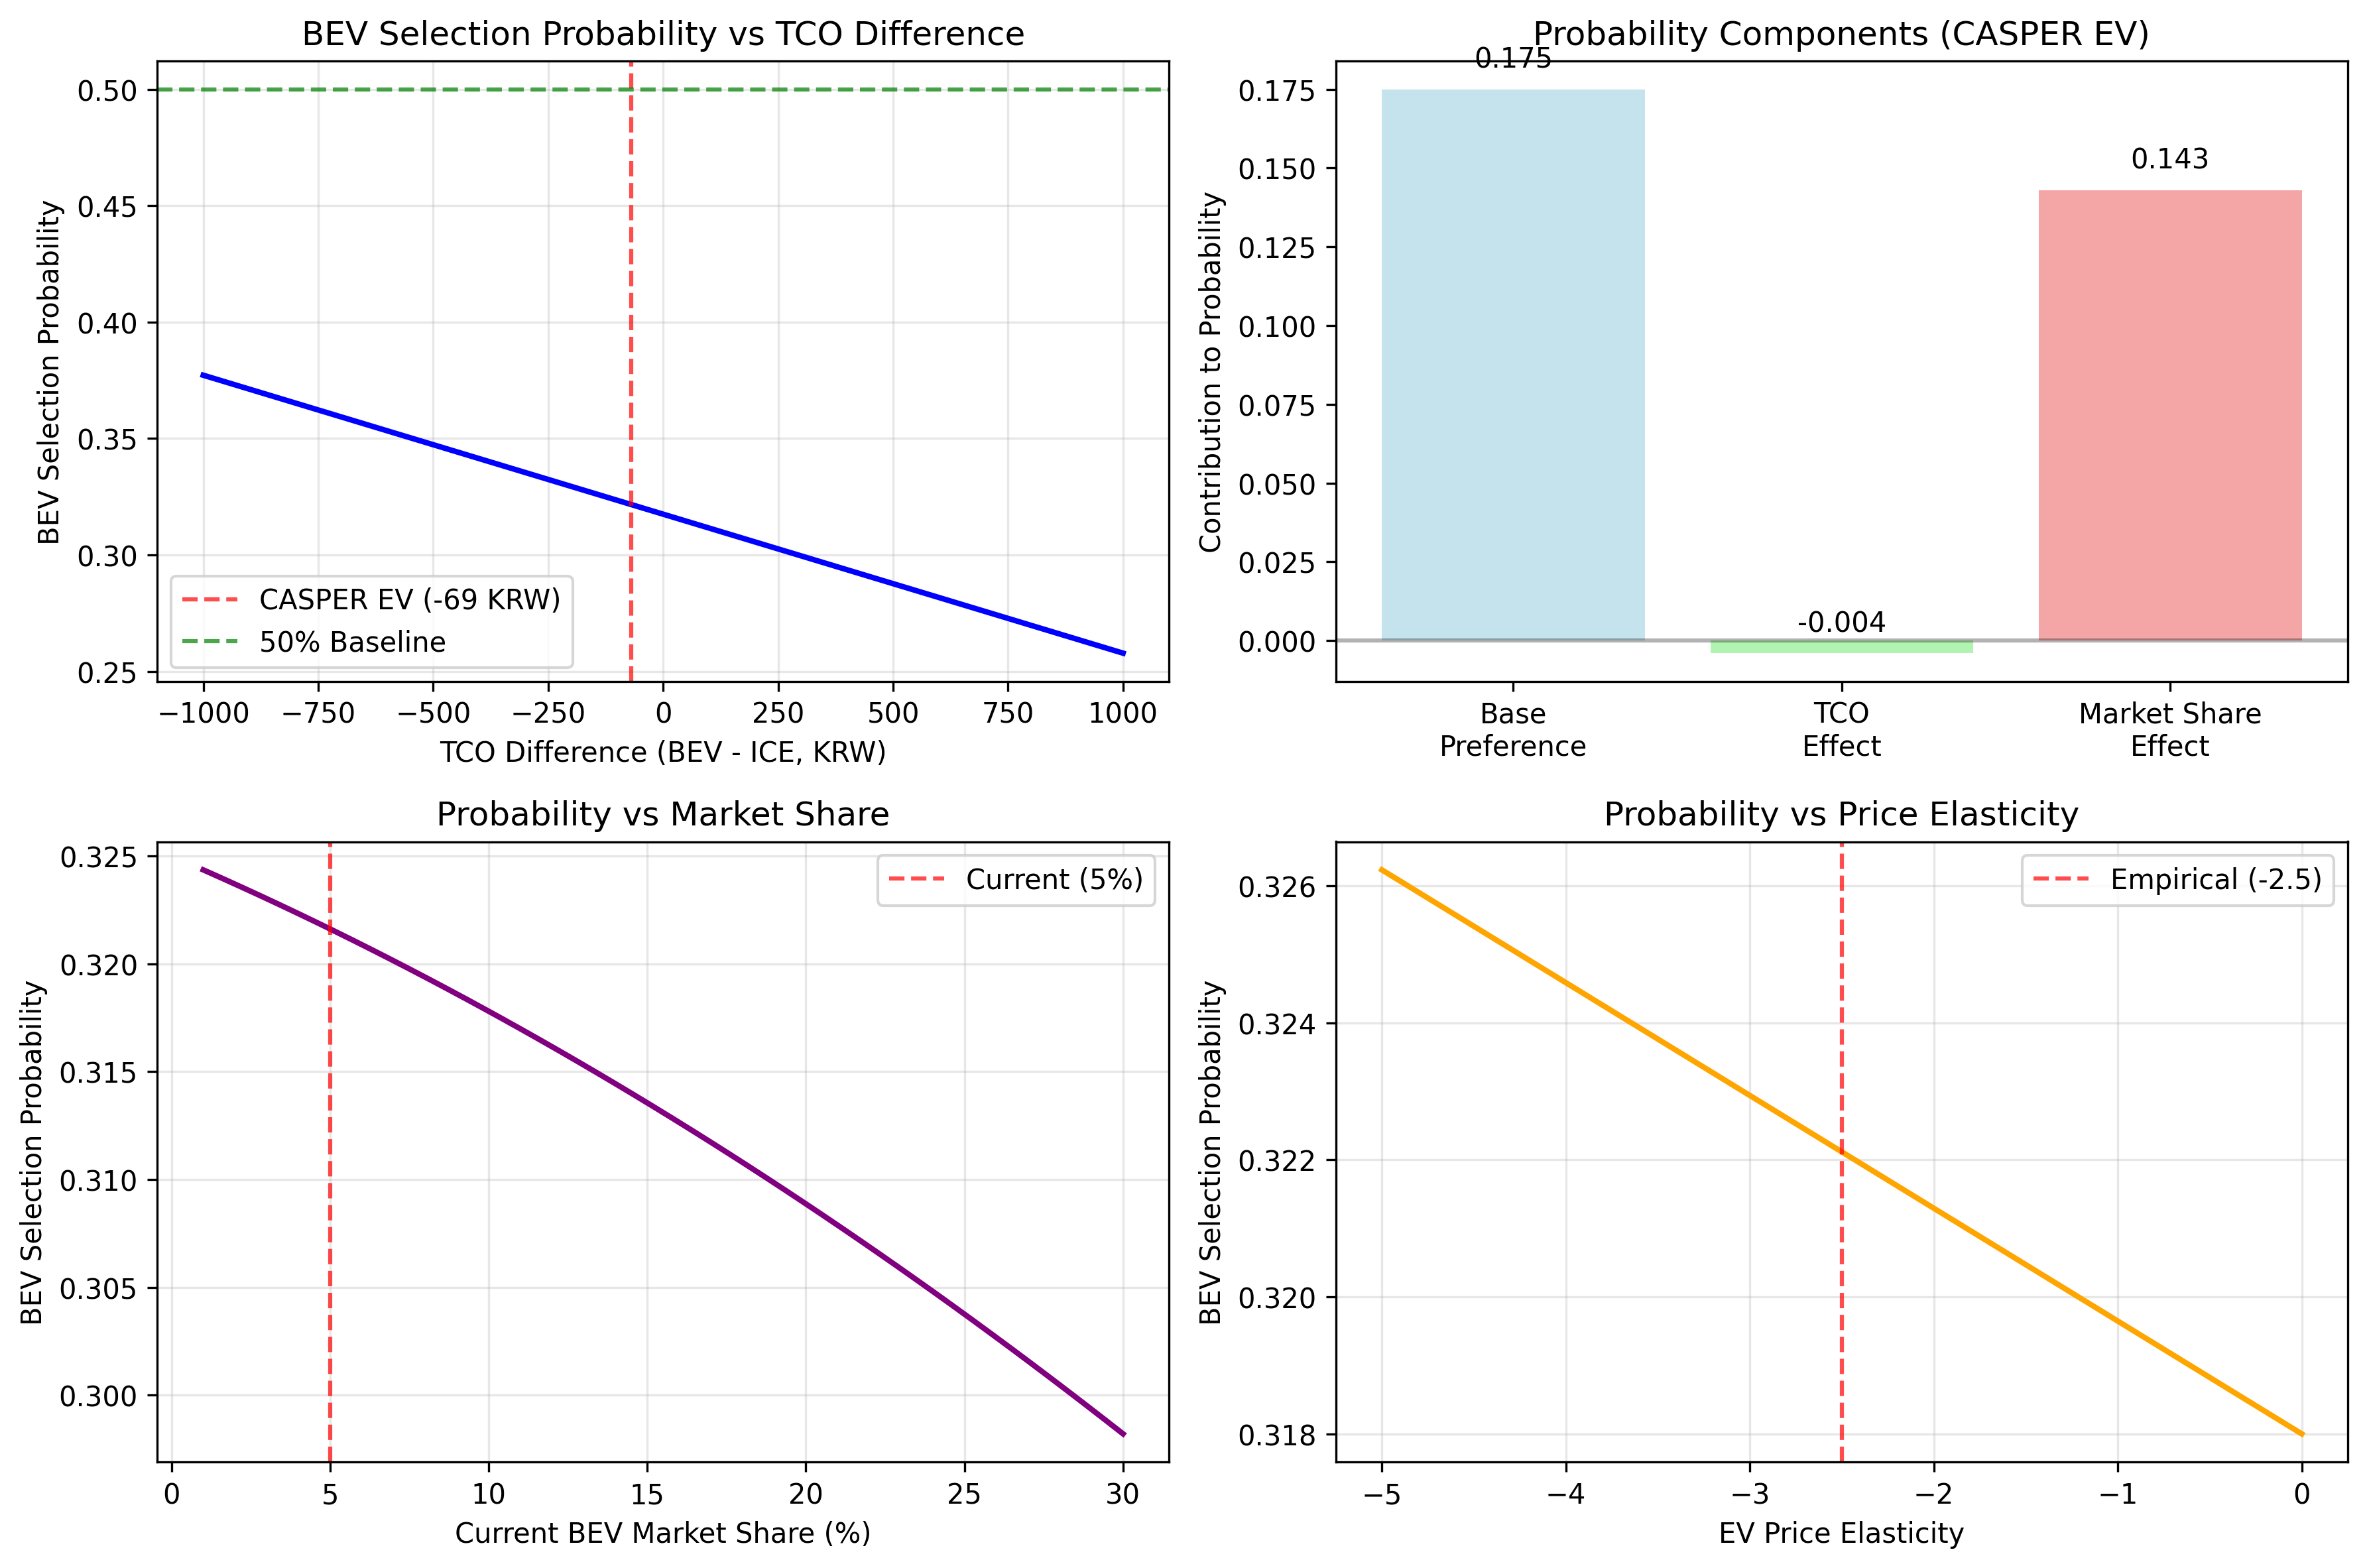 BEV Selection Probability vs TCO Difference
BEV Selection Probability
0.50
0.45
0.40
0.35
0.30
0.25
CASPER EV (-69 KRW)
50% Baseline
−1000 −750 −500 −250 0 250 500 750 1000
TCO Difference (BEV - ICE, KRW)
Probability Components (CASPER EV)
Contribution to Probability
0.175
0.150
0.125
0.100
0.075
0.050
0.025
0.000
0.175
-0.004
0.143
Base
Preference
TCO
Effect
Market Share
Effect
Probability vs Market Share
BEV Selection Probability
0.325
0.320
0.315
0.310
0.305
0.300
Current (5%)
0 5 10 15 20 25 30
Current BEV Market Share (%)
Probability vs Price Elasticity
BEV Selection Probability
0.326
0.324
0.322
0.320
0.318
Empirical (-2.5)
−5 −4 −3 −2 −1 0
EV Price Elasticity